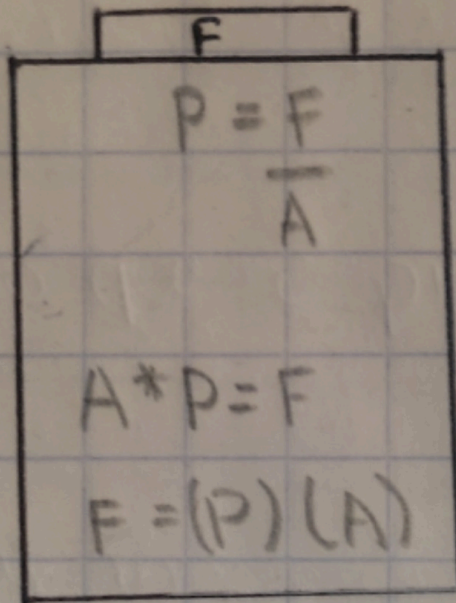 F
P = F
A
A * P = F
F = (P) (A)